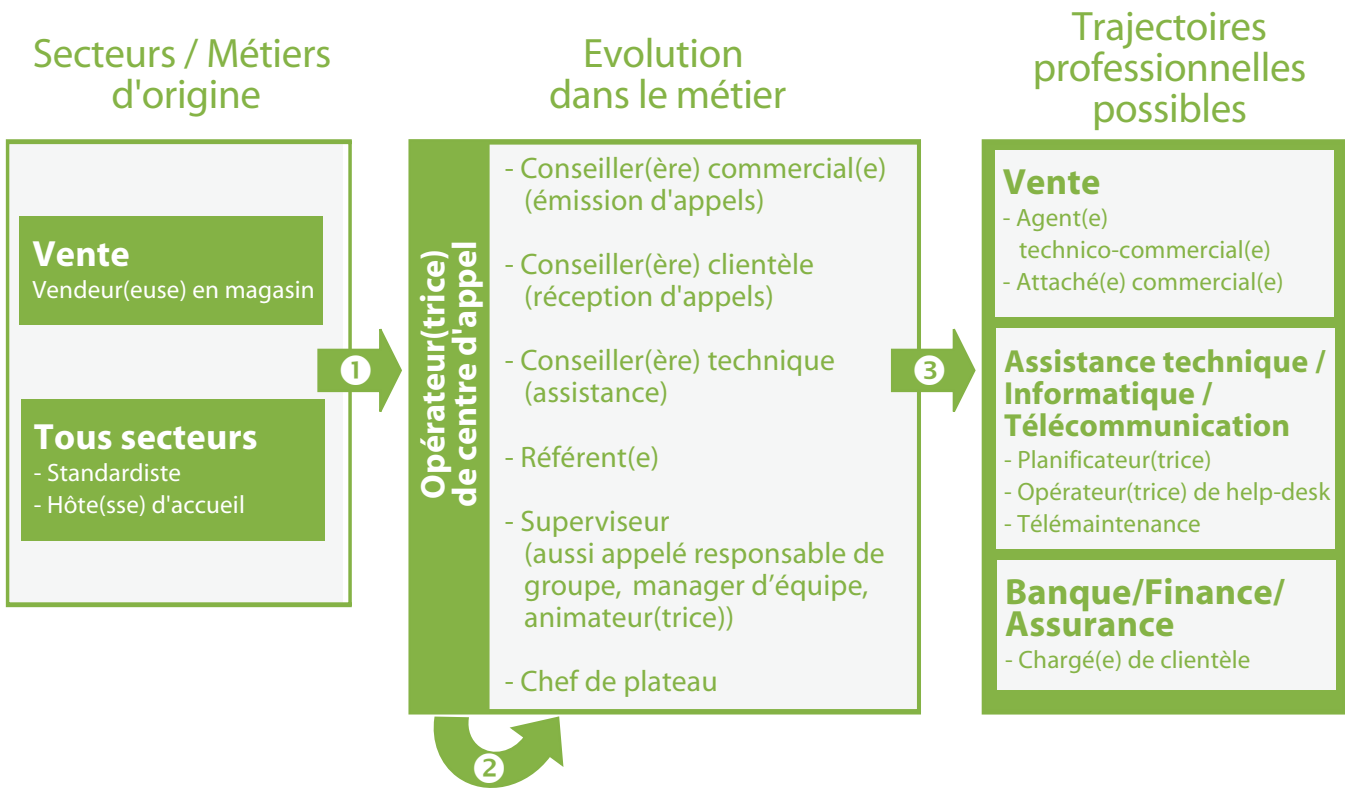 Secteurs / Métiers
d'origine
Vente
Vendeur(euse) en magasin
Tous secteurs
- Standardiste
- Hôte(sse) d'accueil
1
Evolution
dans le métier
Opérateur(trice)
de centre d'appel
- Conseiller(ère) commercial(e)
(émission d'appels)
- Conseiller(ère) clientèle
(réception d'appels)
- Conseiller(ère) technique
(assistance)
- Référent(e)
- Superviseur
(aussi appelé responsable de
groupe, manager d’équipe,
animateur(trice))
- Chef de plateau
2
3
Trajectoires
professionnelles
possibles
Vente
- Agent(e)
technico-commercial(e)
- Attaché(e) commercial(e)
Assistance technique /
Informatique /
Télécommunication
- Planificateur(trice)
- Opérateur(trice) de help-desk
- Télémaintenance
Banque/Finance/
Assurance
- Chargé(e) de clientèle